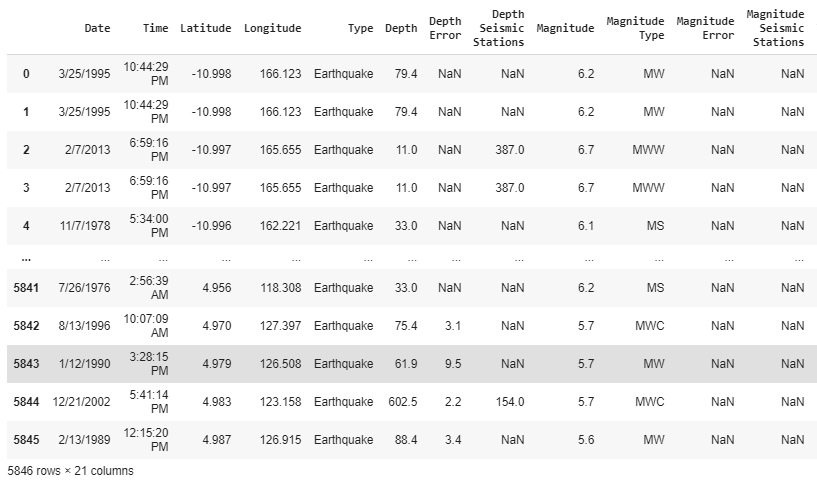 Date Time Latitude Longitude Type Depth Depth Error Depth Seismic Stations Magnitude Magnitude Type Magnitude Error Magnitude Seismic Stations
0 3/25/1995 10:44:29 PM -10.998 166.123 Earthquake 79.4 NaN NaN 6.2 MW NaN NaN
1 3/25/1995 10:44:29 PM -10.998 166.123 Earthquake 79.4 NaN NaN 6.2 MW NaN NaN
2 2/7/2013 6:59:16 PM -10.997 165.655 Earthquake 11.0 NaN 387.0 6.7 MWW NaN NaN
3 2/7/2013 6:59:16 PM -10.997 165.655 Earthquake 11.0 NaN 387.0 6.7 MWW NaN NaN
4 11/7/1978 5:34:00 PM -10.996 162.221 Earthquake 33.0 NaN NaN 6.1 MS NaN NaN
... ... ... ... ... ... ... ... ... ... ... ... ...
5841 7/26/1976 2:56:39 AM 4.956 118.308 Earthquake 33.0 NaN NaN 6.2 MS NaN NaN
5842 8/13/1996 10:07:09 AM 4.970 127.397 Earthquake 75.4 3.1 NaN 5.7 MWC NaN NaN
5843 1/12/1990 3:28:15 PM 4.979 126.508 Earthquake 61.9 9.5 NaN 5.7 MW NaN NaN
5844 12/21/2002 5:41:14 PM 4.983 123.158 Earthquake 602.5 2.2 154.0 5.7 MWC NaN NaN
5845 2/13/1989 12:15:20 PM 4.987 126.915 Earthquake 88.4 3.4 NaN 5.6 MW NaN NaN
5846 rows × 21 columns